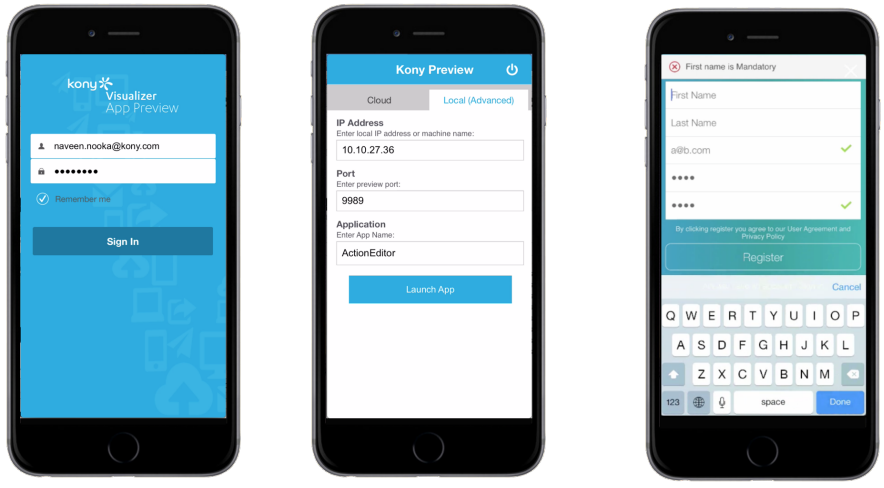 kony
Visualizer
App Preview
naveen.nooka@kony.com
••••••••
Remember me
Sign In
Kony Preview
Cloud
Local (Advanced)
IP Address
Enter local IP address or machine name:
10.10.27.36
Port
Enter preview port:
9989
Application
Enter App Name:
ActionEditor
Launch App
First name is Mandatory
First Name
Last Name
a@b.com
••••
••••
By clicking register you agree to our User Agreement and
Privacy Policy
Register
Cancel
Q W E R T Y U I O P
A S D F G H J K L
Z X C V B N M
123 space Done